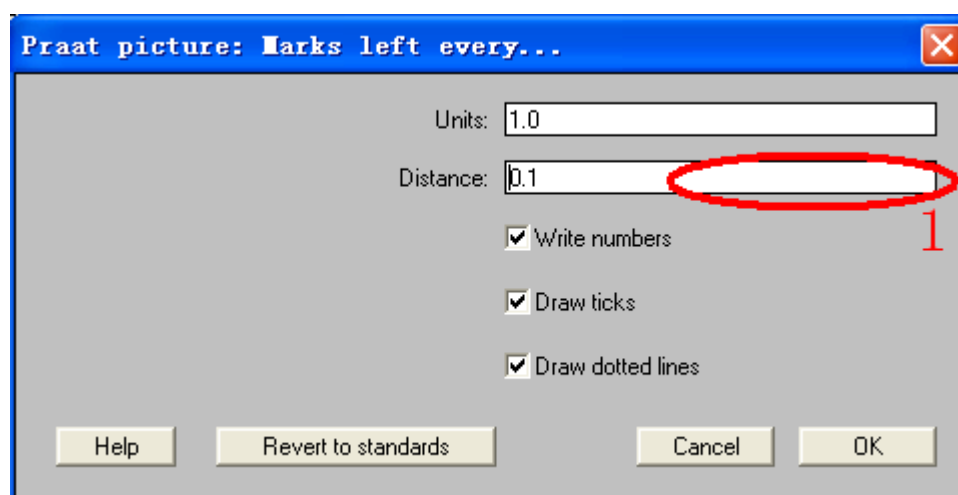 Praat picture: Marks left every...
Units: 1.0
Distance: 0.1
1
Write numbers
Draw ticks
Draw dotted lines
Help Revert to standards Cancel OK